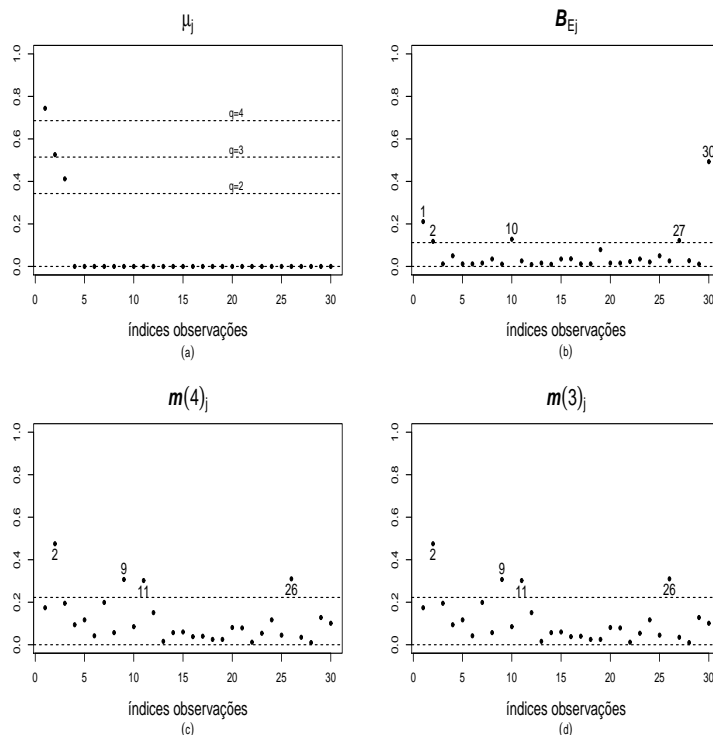 μj
1.0
0.8
0.6
0.4
0.2
0.0
q=4
q=3
q=2
0 5 10 15 20 25 30
índices observações
(a)
BEj
1.0
0.8
0.6
0.4
0.2
0.0
30
1
2
10
27
0 5 10 15 20 25 30
índices observações
(b)
m(4)j
1.0
0.8
0.6
0.4
0.2
0.0
2
9
11
26
0 5 10 15 20 25 30
índices observações
(c)
m(3)j
1.0
0.8
0.6
0.4
0.2
0.0
2
9
11
26
0 5 10 15 20 25 30
índices observações
(d)